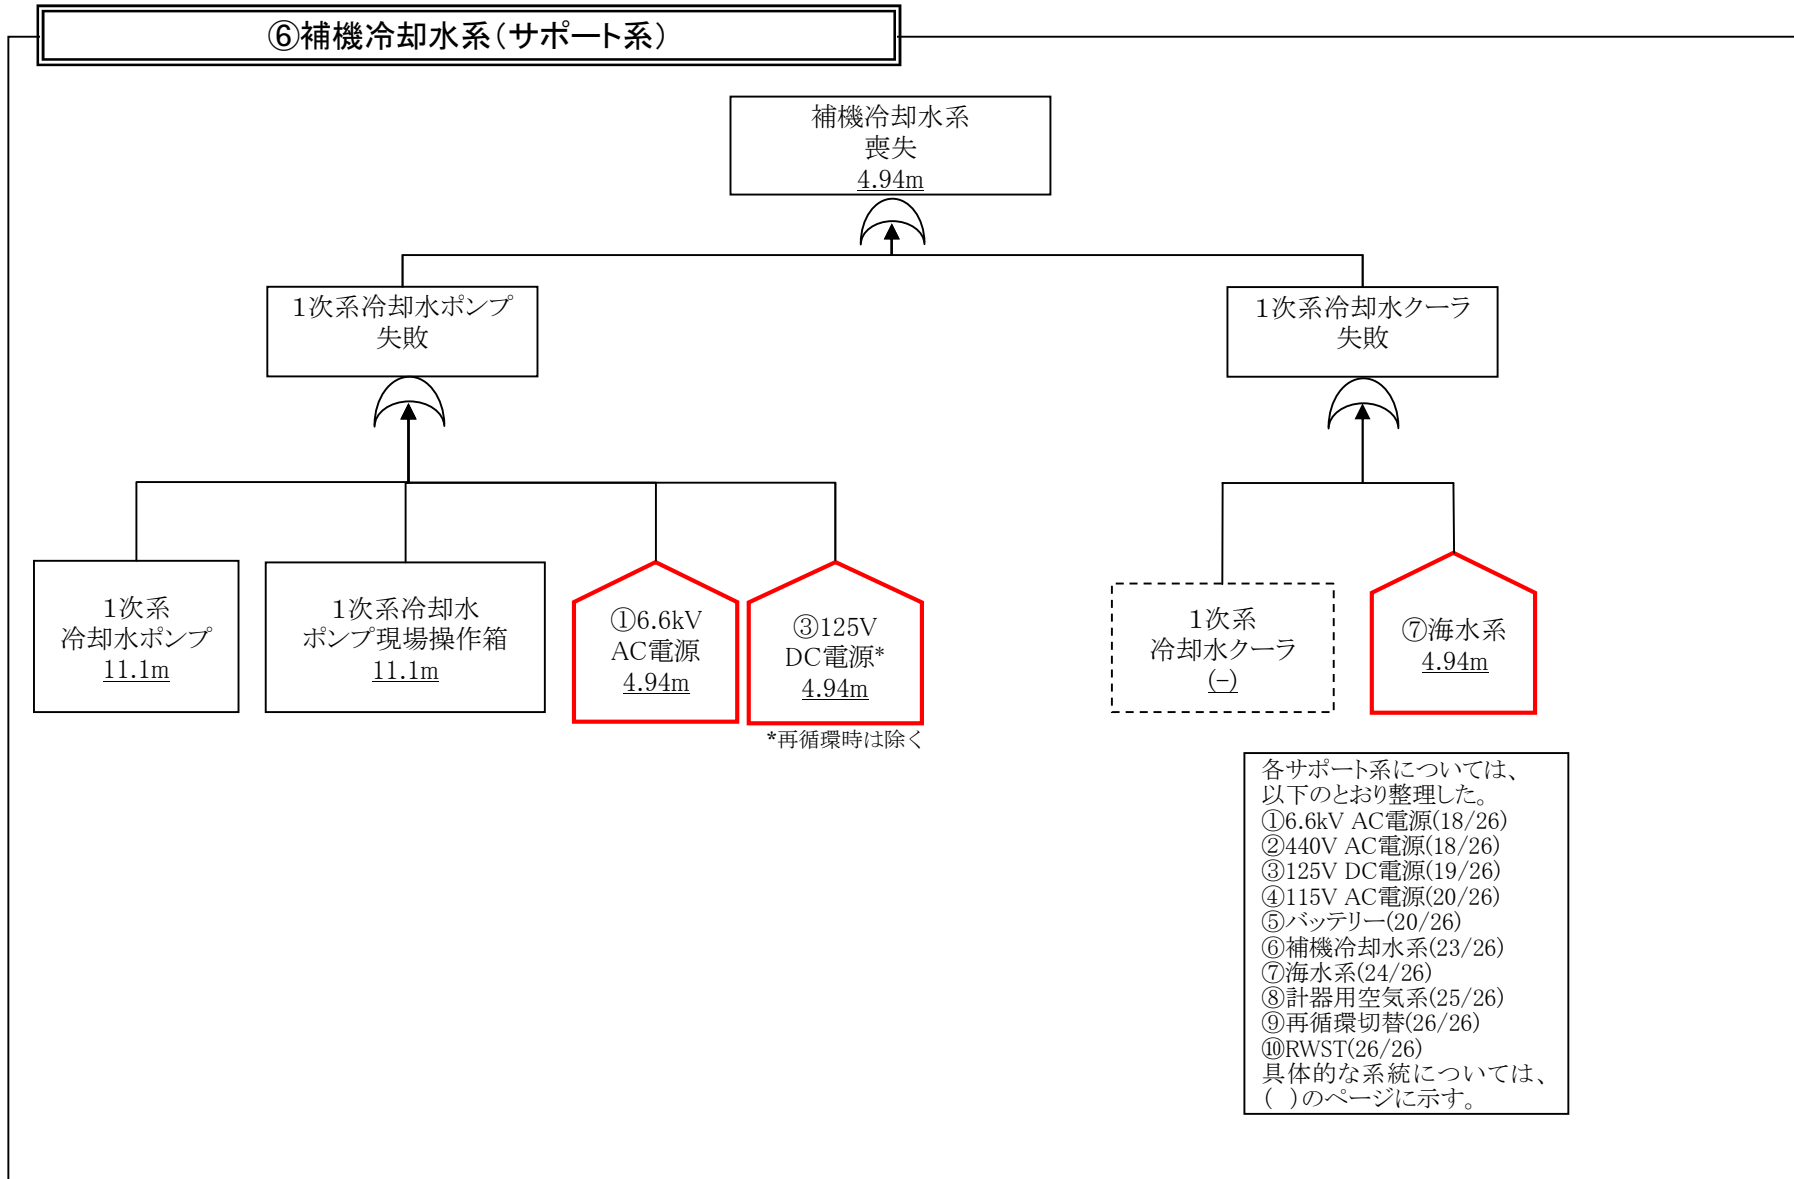 ⑥補機冷却水系(サポート系)
補機冷却水系
喪失
4.94m
1次系冷却水ポンプ
失敗
1次系冷却水クーラ
失敗
1次系
冷却水ポンプ
11.1m
1次系冷却水
ポンプ現場操作箱
11.1m
①6.6kV
AC電源
4.94m
③125V
DC電源*
4.94m
*再循環時は除く
1次系
冷却水クーラ
(-)
⑦海水系
4.94m
各サポート系については、
以下のとおり整理した。
①6.6kV AC電源(18/26)
②440V AC電源(18/26)
③125V DC電源(19/26)
④115V AC電源(20/26)
⑤バッテリー(20/26)
⑥補機冷却水系(23/26)
⑦海水系(24/26)
⑧計器用空気系(25/26)
⑨再循環切替(26/26)
⑩RWST(26/26)
具体的な系統については、
( )のページに示す。